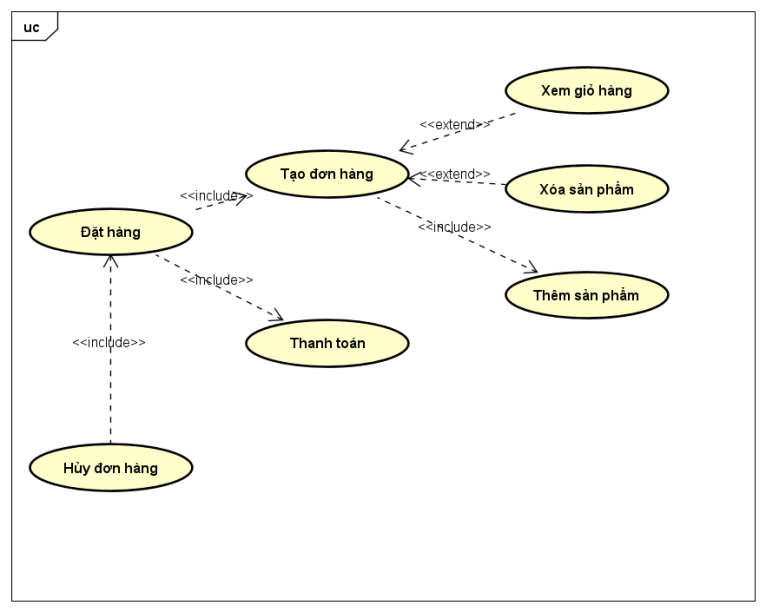 uc
Xem giỏ hàng
<<extend>>
Tạo đơn hàng
<<extend>>
Xóa sản phẩm
<<include>>
Đặt hàng
<<include>>
<<include>>
Thêm sản phẩm
Thanh toán
<<include>>
Hủy đơn hàng